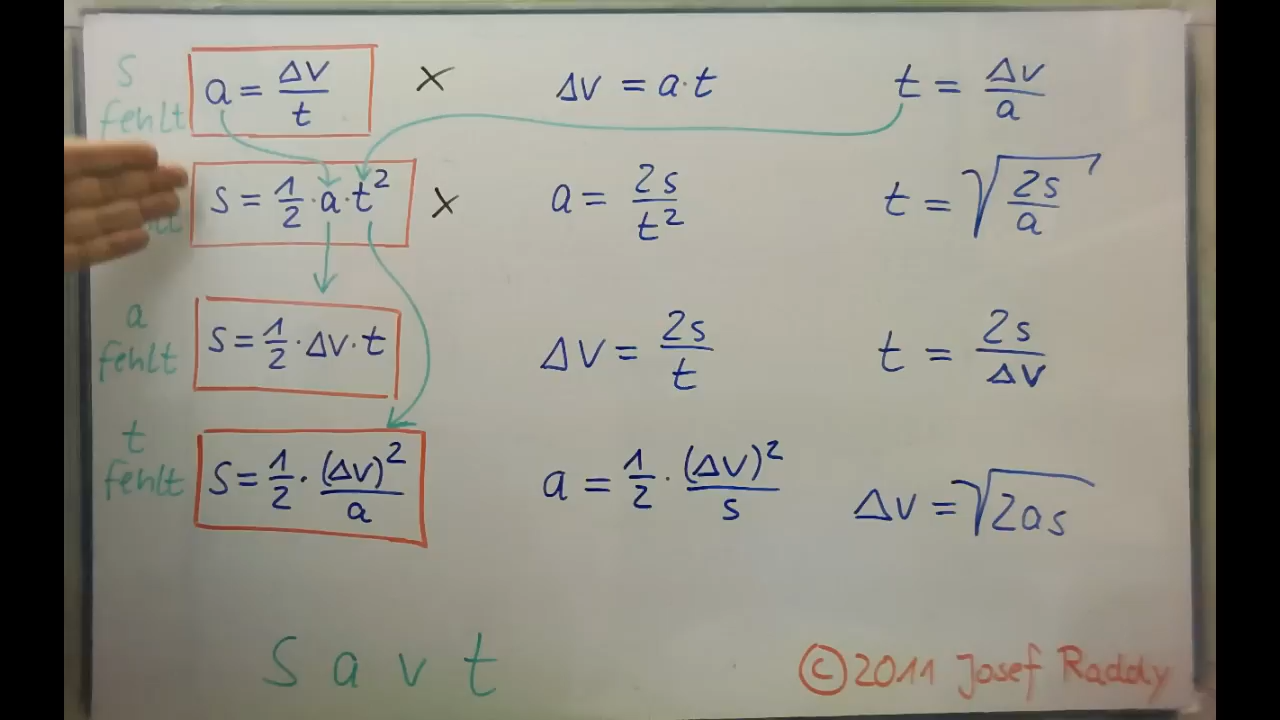 s fehlt a = Δv/t × Δv = a·t t = Δv/a
s = 1/2 · a · t² × a = 2s/t² t = √(2s/a)
a fehlt s = 1/2 · Δv · t Δv = 2s/t t = 2s/Δv
t fehlt s = 1/2 · (Δv)²/a a = 1/2 · (Δv)²/s Δv = √2as
s a v t
© 2011 Josef Raddy